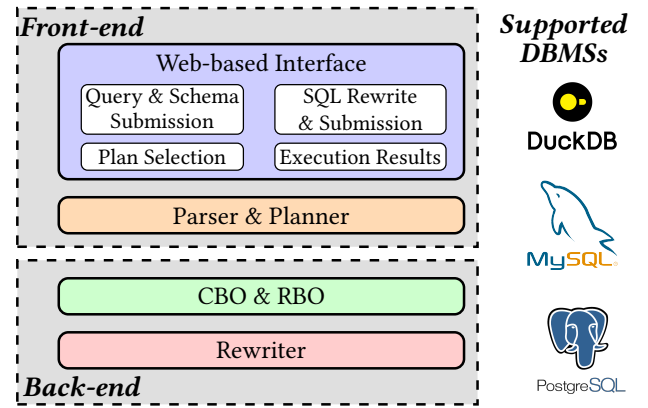 Front-end
Web-based Interface
Query & Schema
Submission
SQL Rewrite
& Submission
Plan Selection
Execution Results
Parser & Planner
CBO & RBO
Rewriter
Back-end
Supported
DBMSs
DuckDB
MySQL
PostgreSQL